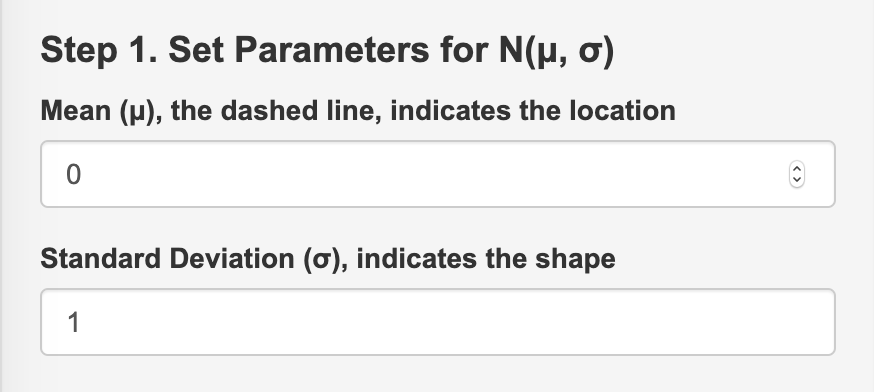 Step 1. Set Parameters for N(μ, σ)
Mean (μ), the dashed line, indicates the location
0
Standard Deviation (σ), indicates the shape
1